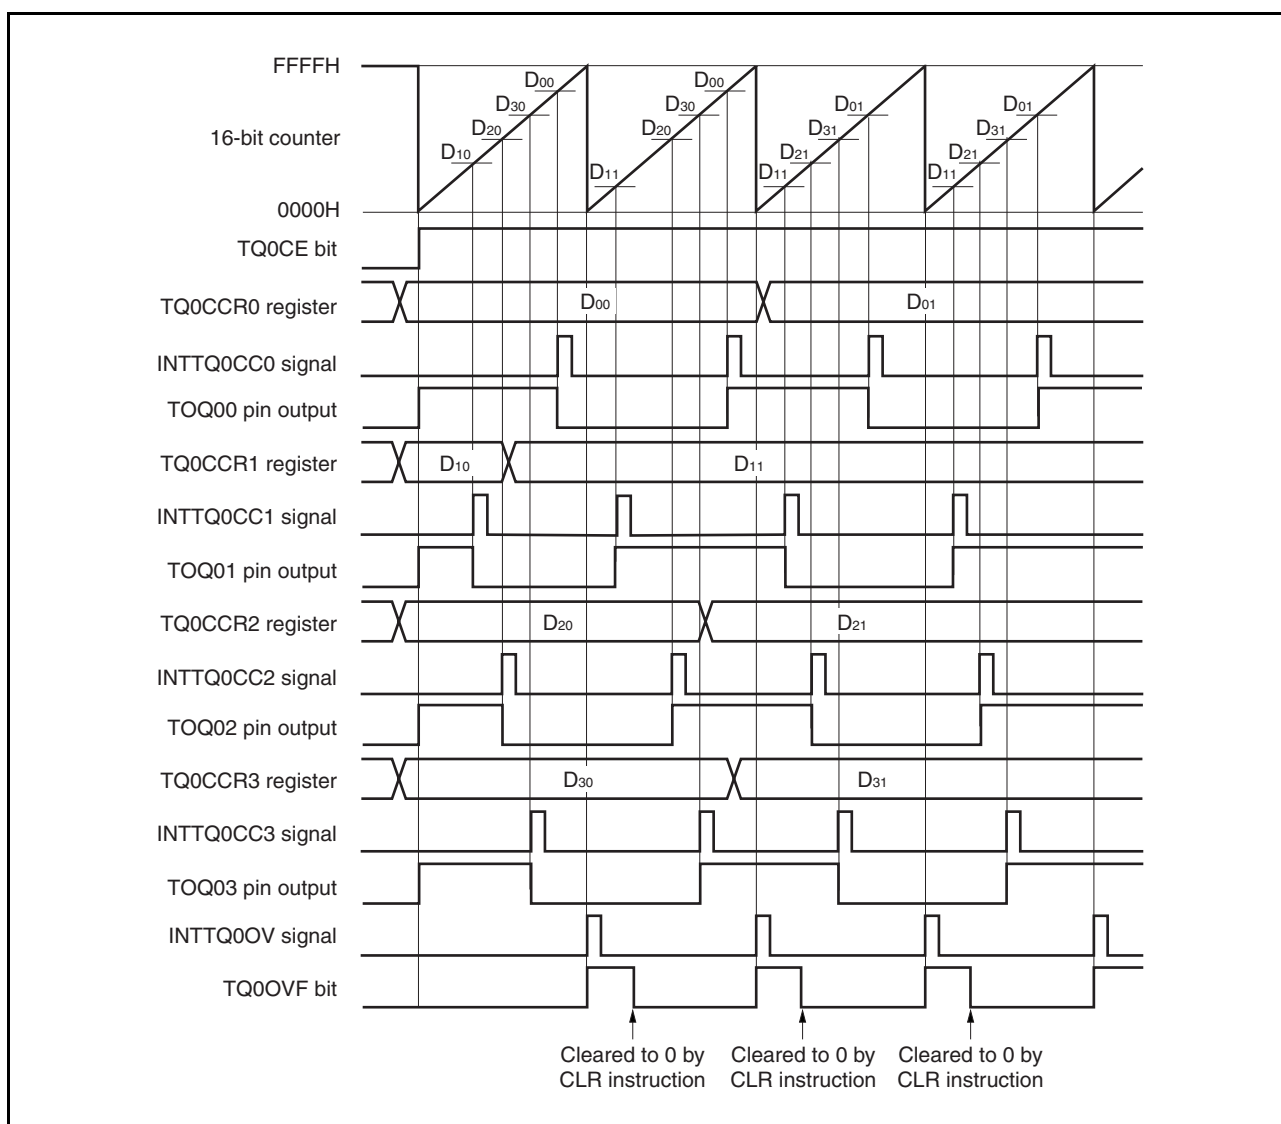 FFFFH
D00
D00
D30
D30
D01
D01
16-bit counter
D20
D20
D31
D31
D10
D21
D21
D11
D11
D11
0000H
TQ0CE bit
TQ0CCR0 register
D00
D01
INTTQ0CC0 signal
TOQ00 pin output
TQ0CCR1 register
D10
D11
INTTQ0CC1 signal
TOQ01 pin output
TQ0CCR2 register
D20
D21
INTTQ0CC2 signal
TOQ02 pin output
TQ0CCR3 register
D30
D31
INTTQ0CC3 signal
TOQ03 pin output
INTTQ0OV signal
TQ0OVF bit
Cleared to 0 by
CLR instruction
Cleared to 0 by
CLR instruction
Cleared to 0 by
CLR instruction